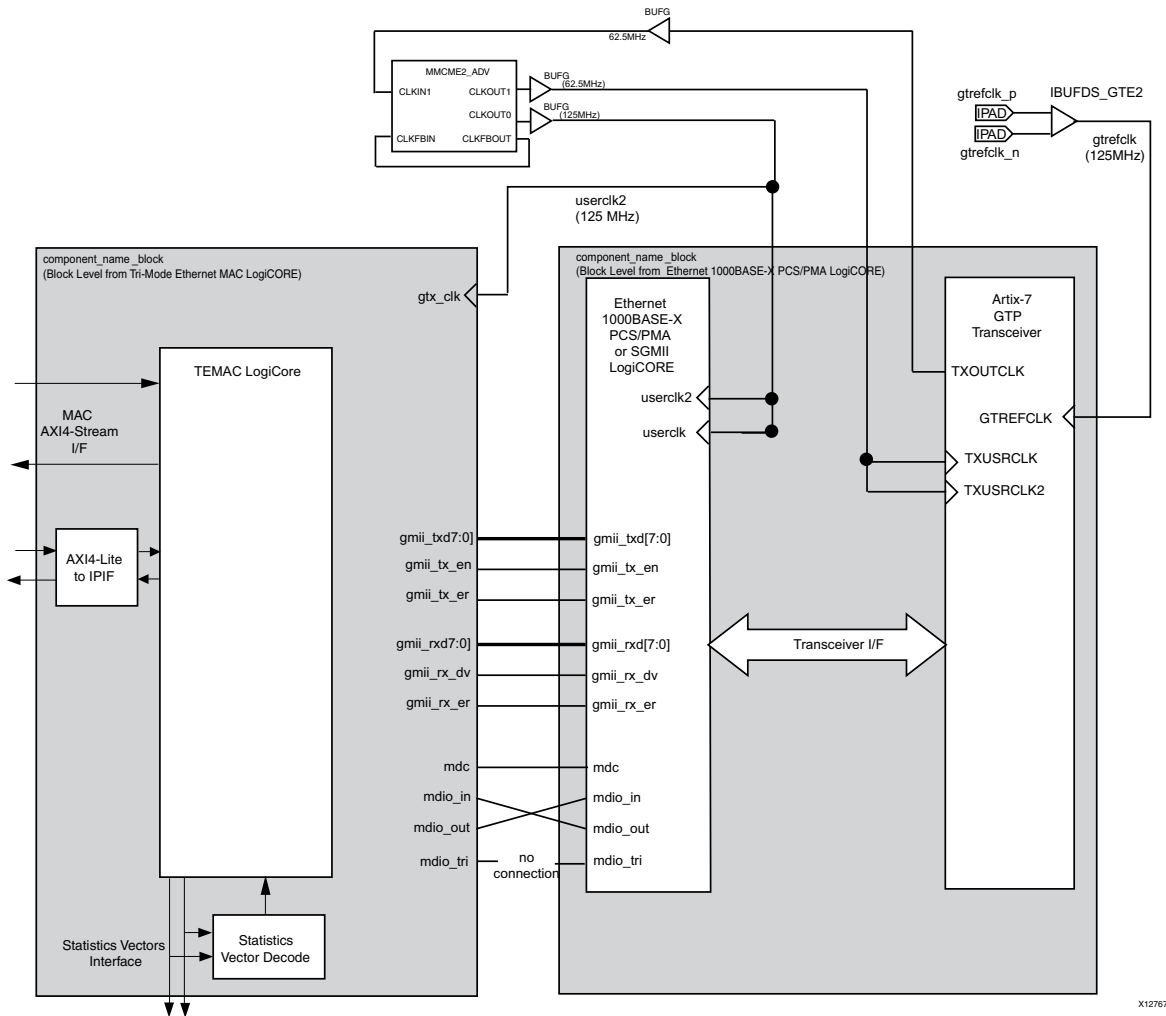 BUFG
62.5MHz
MMCME2_ADV
CLKIN1
CLKOUT1
CLKOUT0
CLKFBIN
CLKFBOUT
BUFG
(62.5MHz)
BUFG
(125MHz)
gtrefclk_p
IPAD
IPAD
gtrefclk_n
IBUFDS_GTE2
gtrefclk
(125MHz)
userclk2
(125 MHz)
component_name_block
(Block Level from Tri-Mode Ethernet MAC LogiCORE)
gtx_clk
TEMAC LogiCore
MAC
AXI4-Stream
I/F
AXI4-Lite
to IPIF
gmii_txd7:0]
gmii_tx_en
gmii_tx_er
gmii_rxd7:0]
gmii_rx_dv
gmii_rx_er
mdc
mdio_in
mdio_out
mdio_tri
no
connection
Statistics Vectors
Interface
Statistics
Vector Decode
component_name_block
(Block Level from Ethernet 1000BASE-X PCS/PMA LogiCORE)
Ethernet
1000BASE-X
PCS/PMA
or SGMII
LogiCORE
userclk2
userclk
gmii_txd[7:0]
gmii_tx_en
gmii_tx_er
gmii_rxd[7:0]
gmii_rx_dv
gmii_rx_er
mdc
mdio_in
mdio_out
mdio_tri
Transceiver I/F
Artix-7
GTP
Transceiver
TXOUTCLK
GTREFCLK
TXUSRCLK
TXUSRCLK2
X12767